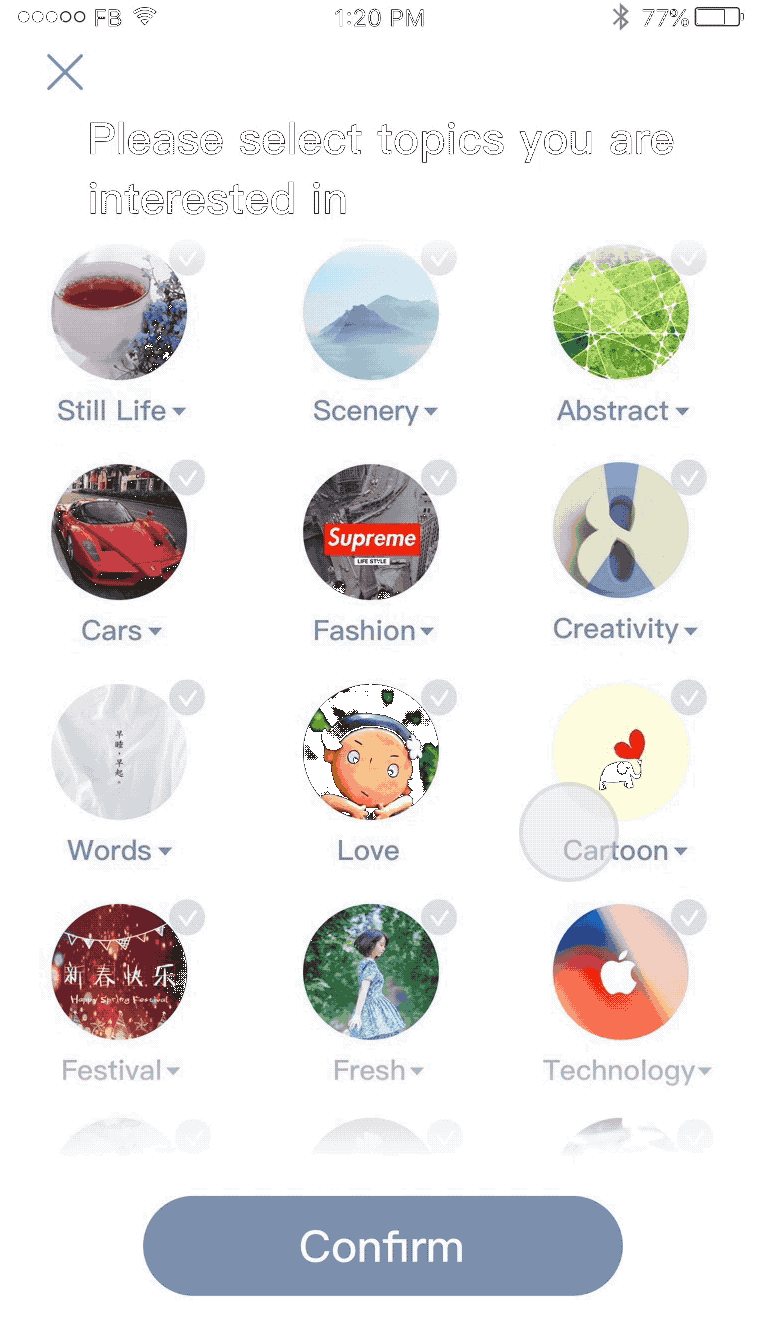 FB 1:20 PM 77%
Please select topics you are
interested in
Still Life Scenery Abstract
Supreme
LIFE STYLE
Cars Fashion Creativity
早
睡
，
早
起
。
Words Love Cartoon
新春快乐
Happy Spring Festival
Festival Fresh Technology
Confirm